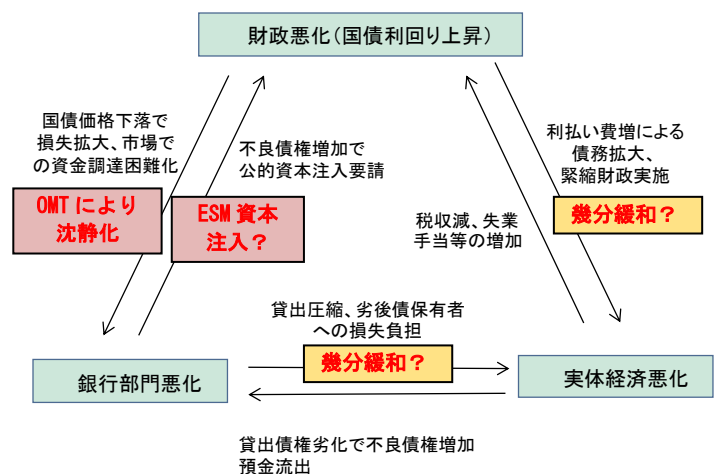 財政悪化（国債利回り上昇）
国債価格下落で
損失拡大、市場で
の資金調達困難化
不良債権増加で
公的資本注入要請
利払い費増による
債務拡大、
緊縮財政実施
OMT により
沈静化
ESM 資本
注入？
幾分緩和？
税収減、失業
手当等の増加
貸出圧縮、劣後債保有者
への損失負担
幾分緩和？
銀行部門悪化
実体経済悪化
貸出債権劣化で不良債権増加
預金流出